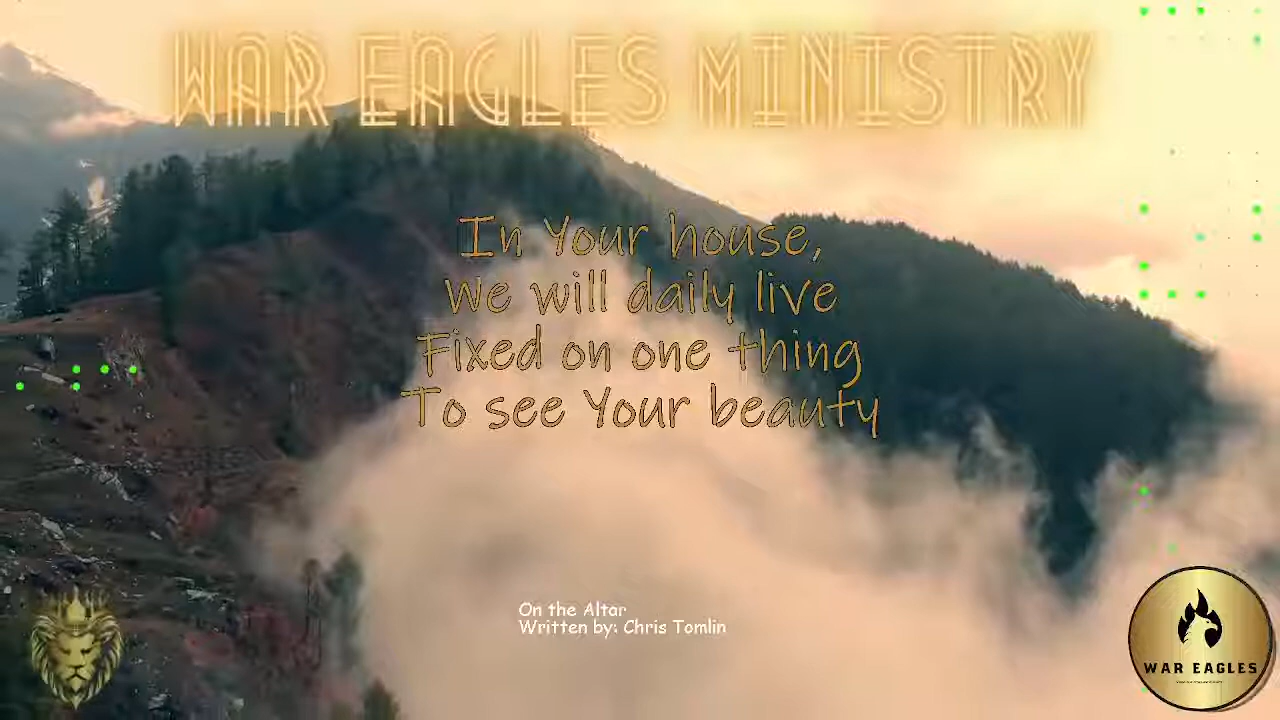 WAR EAGLES MINISTRY
In Your house,
We will daily live
Fixed on one thing
To see Your beauty
On the Altar
Written by: Chris Tomlin
WAR EAGLES